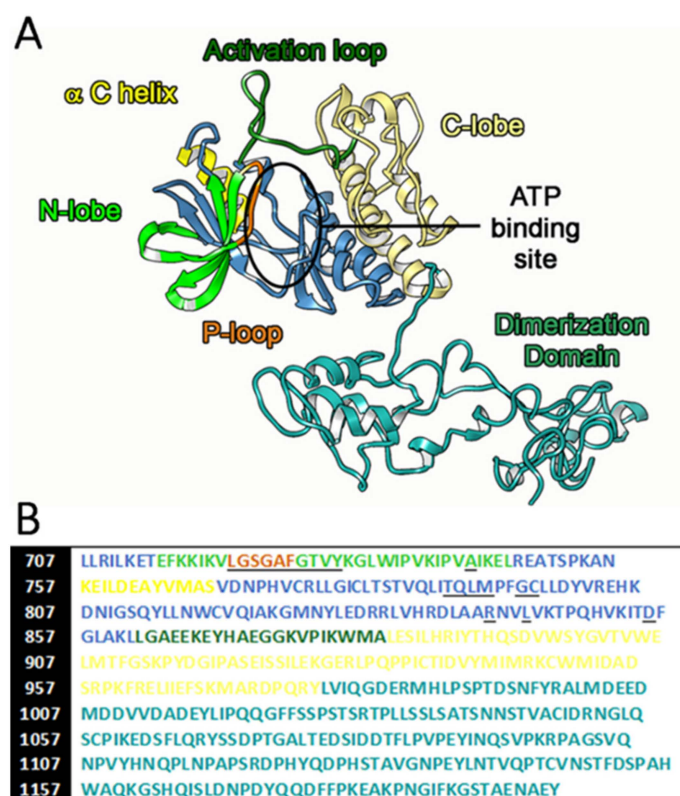 A
Activation loop
α C helix
C-lobe
N-lobe
ATP
binding
site
P-loop
Dimerization
Domain
B
707 LLRILKETEFKKIKVLGSGAFGTVYKGLWIPVKIPVAIKELREATSPKAN
757 KEILDEAYVMASVDNPHVCRLLGICLTSTVQLITQLMPFGCLLDYVREHK
807 DNIGSQYLLNWCVQIAKGMNYLEDRRLVHRDLAARNVLVKTPQHVKITDF
857 GLAKLLGAEEKEYHAEGGKVPIKWMALESILHRIYTHQSDVWSYGVTVWE
907 LMTFGSKPYDGIPASEISSILEKGERLPQPPICTIDVYMIMRKCWMIDAD
957 SRPKFRELIIEFSKMARDPQRYLVIQGDERMHLPSPTDSNFYRALMDEED
1007 MDDVVDADEYLIPQQGFFSSPSTSRTPLLSSLSATSNNSTVACIDRNGLQ
1057 SCPIKEDSFLQRYSSDPTGALTEDSIDDTFLPVPEYINQSVPKRPAGSVQ
1107 NPVYHNQPLNPAPSRDPHYQDPHSTAVGNPEYLNTVQPTCVNSTFDSPAH
1157 WAQKGSHQISLDNPDYQQDFFPKEAKPNGIFKGSTAENAEY